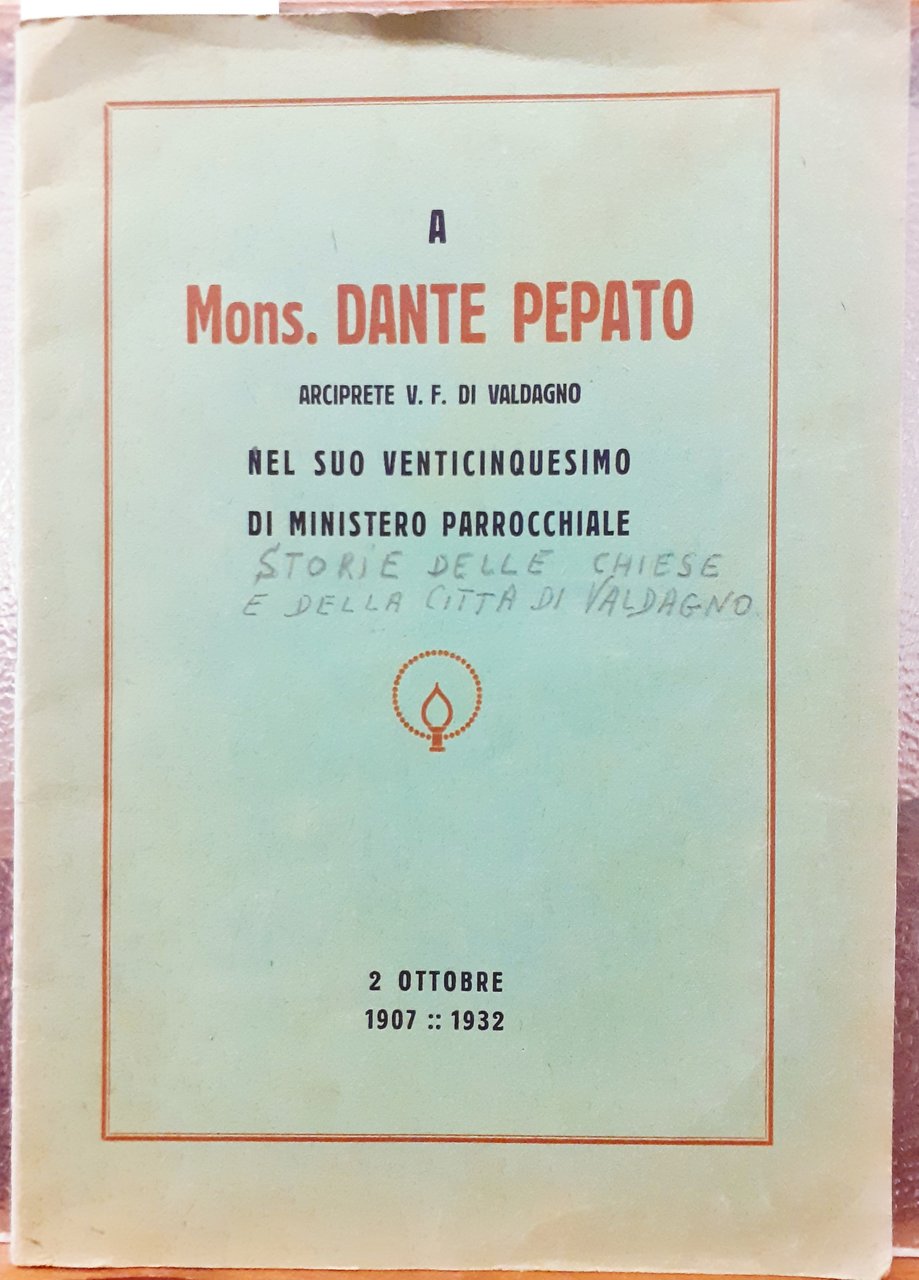 A
Mons. DANTE PEPATO
ARCIPRETE V. F. DI VALDAGNO
NEL SUO VENTICINQUESIMO
DI MINISTERO PARROCCHIALE
STORIE DELLE CHIESE
E DELLA CITTÀ DI VALDAGNO
2 OTTOBRE
1907 :: 1932